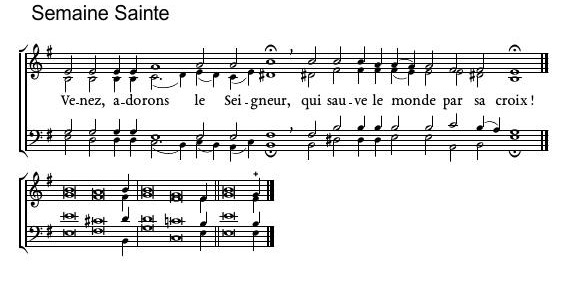 Semaine Sainte
Ve-nez, a-dorons le Sei-gneur, qui sau-ve le monde par sa croix !